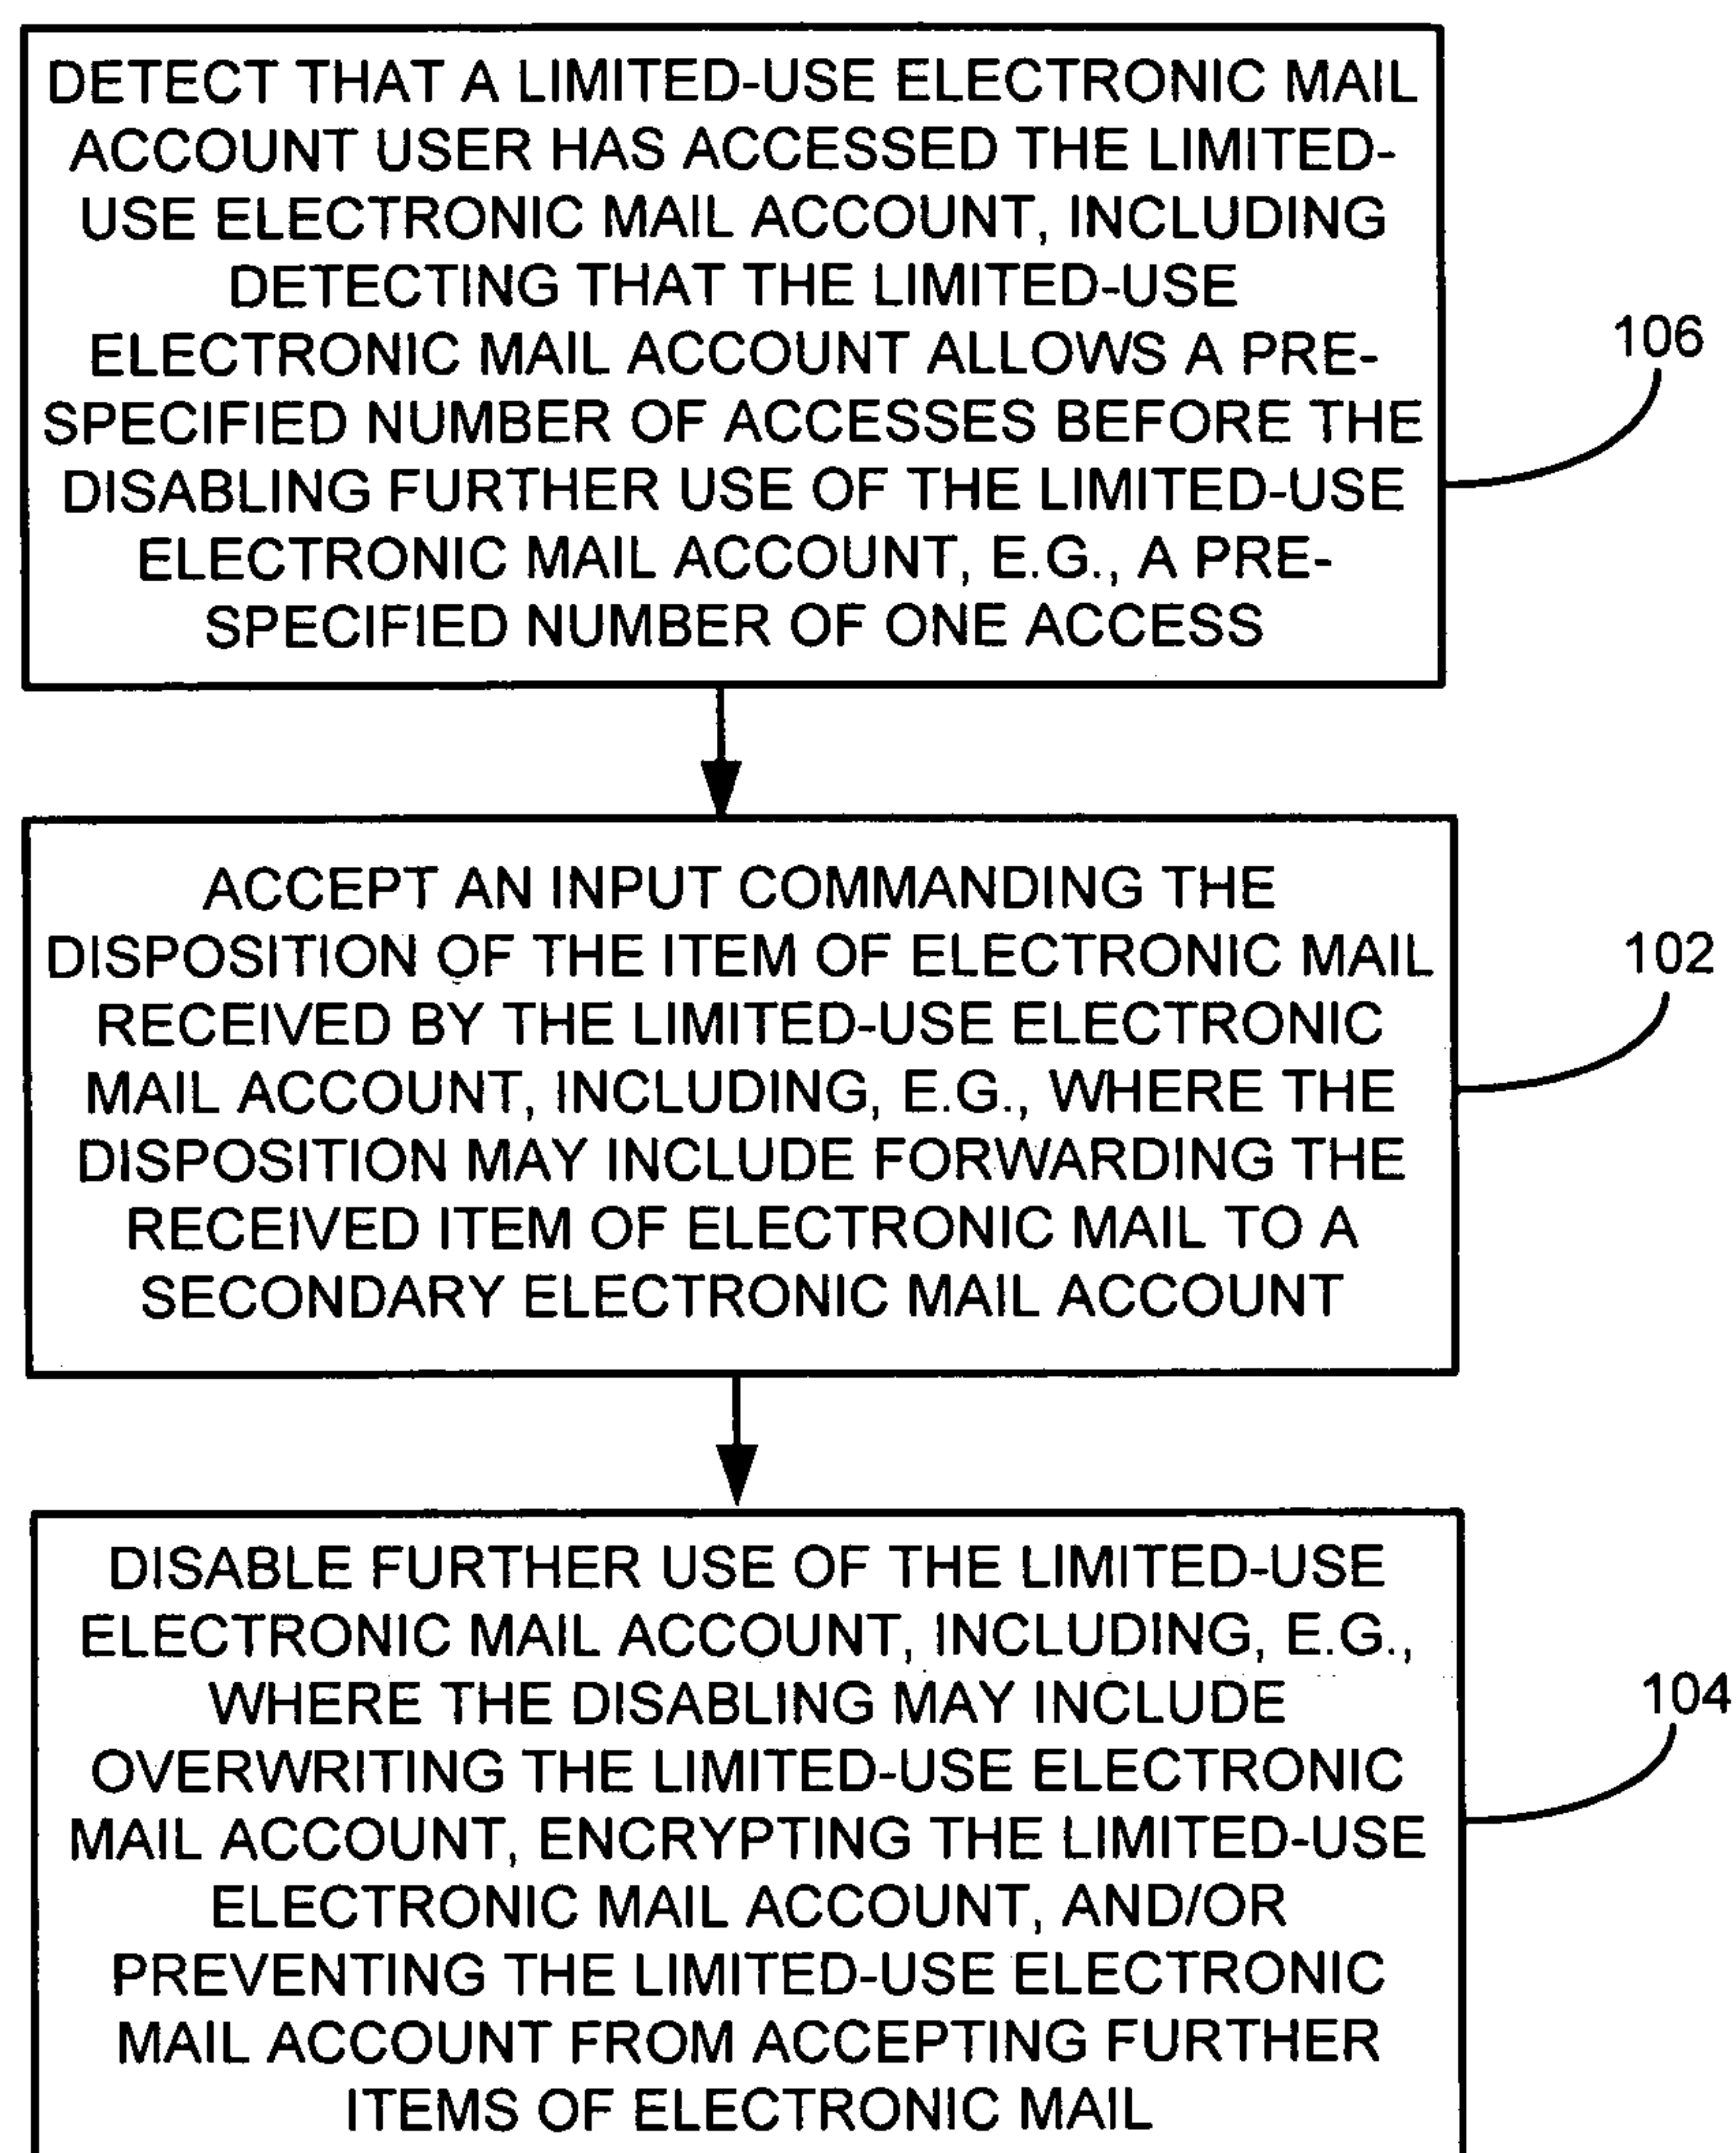 DETECT THAT A LIMITED-USE ELECTRONIC MAIL
ACCOUNT USER HAS ACCESSED THE LIMITED-
USE ELECTRONIC MAIL ACCOUNT, INCLUDING
DETECTING THAT THE LIMITED-USE
ELECTRONIC MAIL ACCOUNT ALLOWS A PRE-
SPECIFIED NUMBER OF ACCESSES BEFORE THE
DISABLING FURTHER USE OF THE LIMITED-USE
ELECTRONIC MAIL ACCOUNT, E.G., A PRE-
SPECIFIED NUMBER OF ONE ACCESS
106
ACCEPT AN INPUT COMMANDING THE
DISPOSITION OF THE ITEM OF ELECTRONIC MAIL
RECEIVED BY THE LIMITED-USE ELECTRONIC
MAIL ACCOUNT, INCLUDING, E.G., WHERE THE
DISPOSITION MAY INCLUDE FORWARDING THE
RECEIVED ITEM OF ELECTRONIC MAIL TO A
SECONDARY ELECTRONIC MAIL ACCOUNT
102
DISABLE FURTHER USE OF THE LIMITED-USE
ELECTRONIC MAIL ACCOUNT, INCLUDING, E.G.,
WHERE THE DISABLING MAY INCLUDE
OVERWRITING THE LIMITED-USE ELECTRONIC
MAIL ACCOUNT, ENCRYPTING THE LIMITED-USE
ELECTRONIC MAIL ACCOUNT, AND/OR
PREVENTING THE LIMITED-USE ELECTRONIC
MAIL ACCOUNT FROM ACCEPTING FURTHER
ITEMS OF ELECTRONIC MAIL
104